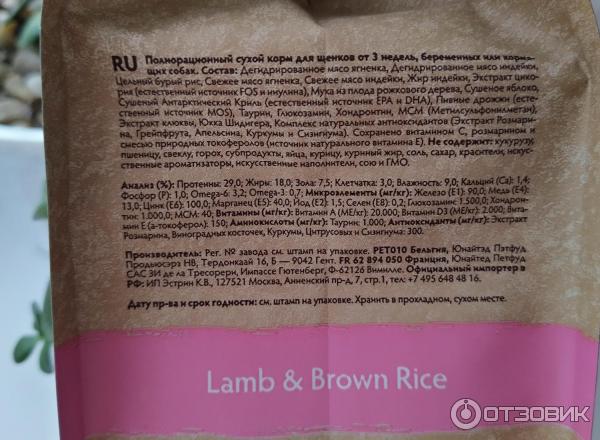 RU Полнорационный сухой корм для щенков от 3 недель, беременных или кормя-
щих собак. Состав: Дегидрированное мясо ягненка, Дегидрированное мясо индейки,
Цельный бурый рис, Свежее мясо ягненка, Свежее мясо индейки, Жир индейки, Экстракт цико-
рия (естественный источник FOS и инулина), Мука из плода рожкового дерева, Сушеное яблоко,
Сушеный Антарктический Криль (естественный источник EPA и DHA), Пивные дрожжи (есте-
ственный источник MOS), Таурин, Глюкозамин, Хондроитин, МСМ (Метилсульфонилметан),
Экстракт клюквы, Юкка Шидигера, Комплекс натуральных антиоксидантов (Экстракт Розмари-
на, Грейпфрута, Апельсина, Куркумы и Сизигиума). Сохранено витамином С, розмарином и
смесью природных токоферолов (источник натурального витамина Е). Не содержит: кукурузу,
пшеницу, свеклу, горох, субпродукты, яйца, курицу, куриный жир, соль, сахар, красители, искус-
ственные ароматизаторы, искусственные наполнители, сою и ГМО.
Анализ (%): Протеины: 29,0; Жиры: 18,0; Зола: 7,5; Клетчатка: 3,0; Влажность: 9,0; Кальций (Ca): 1,4;
Фосфор (P): 1,0; Омега-6: 3,2; Omega-3: 0,7; Микроэлементы (мг/кг): Железо (E1): 90,0; Медь (E4):
13,0; Цинк (E6): 100,0; Марганец (E5): 40,0; Йод (E2): 1,5; Селен (E8): 0,2; Глюкозамин: 1.500,0; Хондрои-
тин: 1.000,0; МСМ: 40; Витамины (мг/кг): Витамин А (МЕ/кг): 20.000; Витамин D3 (МЕ/кг): 2.000; Вита-
мин Е (а-токоферол): 150; Аминокислоты (мг/кг): Таурин: 1.000; Антиоксиданты (мг/кг): Экстракт
Розмарина, Виноградных косточек, Куркумы, Цитрусовых и Сизигиума: 300.
Производитель: Рег. № завода см. штамп на упаковке. PET010 Бельгия, Юнайтэд Пэтфуд
Продюсэрз НВ, Тердонкаай 16, Б — 9042 Гент. FR 62 894 050 Франция, Юнайтед Петфуд
САС ЗИ де ла Тресорери, Импассе Гютенберг, Ф-62126 Вимилле. Официальный импортер в
РФ: ИП Эстрин К.В., 127521 Москва, Анненский пр-д, 7, стр.1, тел.: +7 495 648 48 16.
Дату пр-ва и срок годности: см. штамп на упаковке. Хранить в прохладном, сухом месте.
Lamb & Brown Rice
ОТЗОВИК